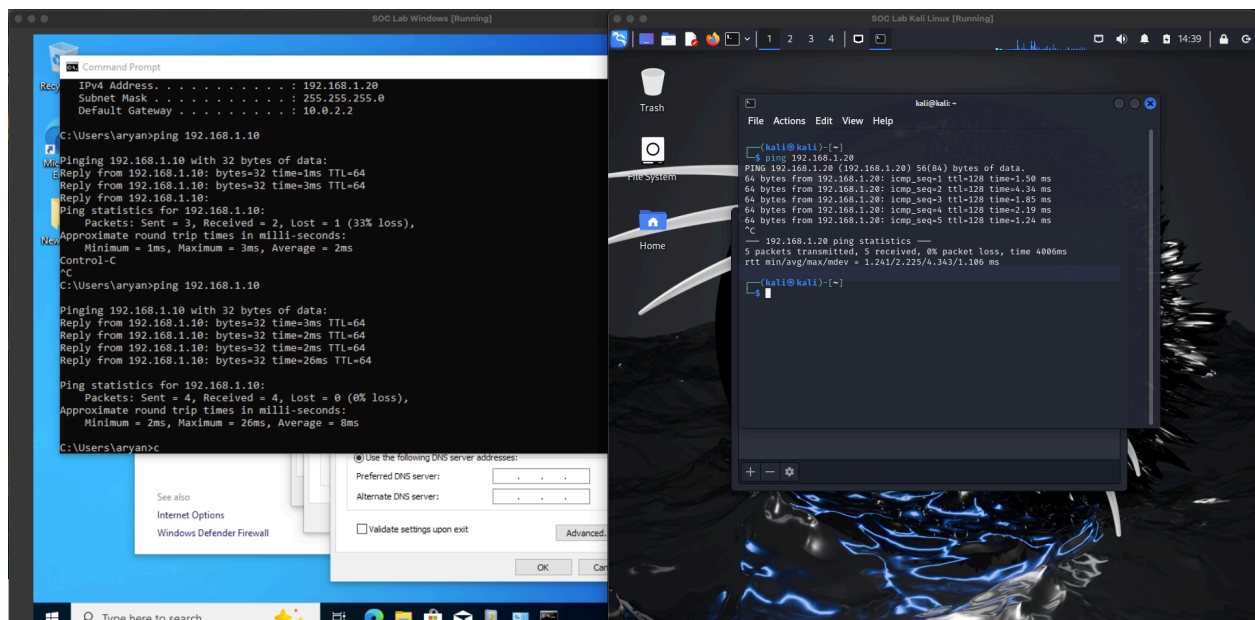 SOC Lab Windows [Running]
Command Prompt
IPv4 Address. . . . . . . . . . . : 192.168.1.20
Subnet Mask . . . . . . . . . . . : 255.255.255.0
Default Gateway . . . . . . . . . : 10.0.2.2
C:\Users\aryan>ping 192.168.1.10
Pinging 192.168.1.10 with 32 bytes of data:
Reply from 192.168.1.10: bytes=32 time=1ms TTL=64
Reply from 192.168.1.10: bytes=32 time=3ms TTL=64
Reply from 192.168.1.10:
Ping statistics for 192.168.1.10:
Packets: Sent = 3, Received = 2, Lost = 1 (33% loss),
Approximate round trip times in milli-seconds:
Minimum = 1ms, Maximum = 3ms, Average = 2ms
Control-C
^C
C:\Users\aryan>ping 192.168.1.10
Pinging 192.168.1.10 with 32 bytes of data:
Reply from 192.168.1.10: bytes=32 time=3ms TTL=64
Reply from 192.168.1.10: bytes=32 time=2ms TTL=64
Reply from 192.168.1.10: bytes=32 time=2ms TTL=64
Reply from 192.168.1.10: bytes=32 time=26ms TTL=64
Ping statistics for 192.168.1.10:
Packets: Sent = 4, Received = 4, Lost = 0 (0% loss),
Approximate round trip times in milli-seconds:
Minimum = 2ms, Maximum = 26ms, Average = 8ms
C:\Users\aryan>c
Recy
Mic
New
Use the following DNS server addresses:
Preferred DNS server:
Alternate DNS server:
Validate settings upon exit
Advanced.
OK
Can
See also
Internet Options
Windows Defender Firewall
Type here to search
SOC Lab Kali Linux [Running]
1 2 3 4
14:39
Trash
File System
Home
kali@kali: ~
File Actions Edit View Help
┌──(kali㉿kali)-[~]
└─$ ping 192.168.1.20
PING 192.168.1.20 (192.168.1.20) 56(84) bytes of data.
64 bytes from 192.168.1.20: icmp_seq=1 ttl=128 time=1.50 ms
64 bytes from 192.168.1.20: icmp_seq=2 ttl=128 time=4.34 ms
64 bytes from 192.168.1.20: icmp_seq=3 ttl=128 time=1.85 ms
64 bytes from 192.168.1.20: icmp_seq=4 ttl=128 time=2.19 ms
64 bytes from 192.168.1.20: icmp_seq=5 ttl=128 time=1.24 ms
^C
--- 192.168.1.20 ping statistics ---
5 packets transmitted, 5 received, 0% packet loss, time 4006ms
rtt min/avg/max/mdev = 1.241/2.225/4.343/1.106 ms
┌──(kali㉿kali)-[~]
└─$